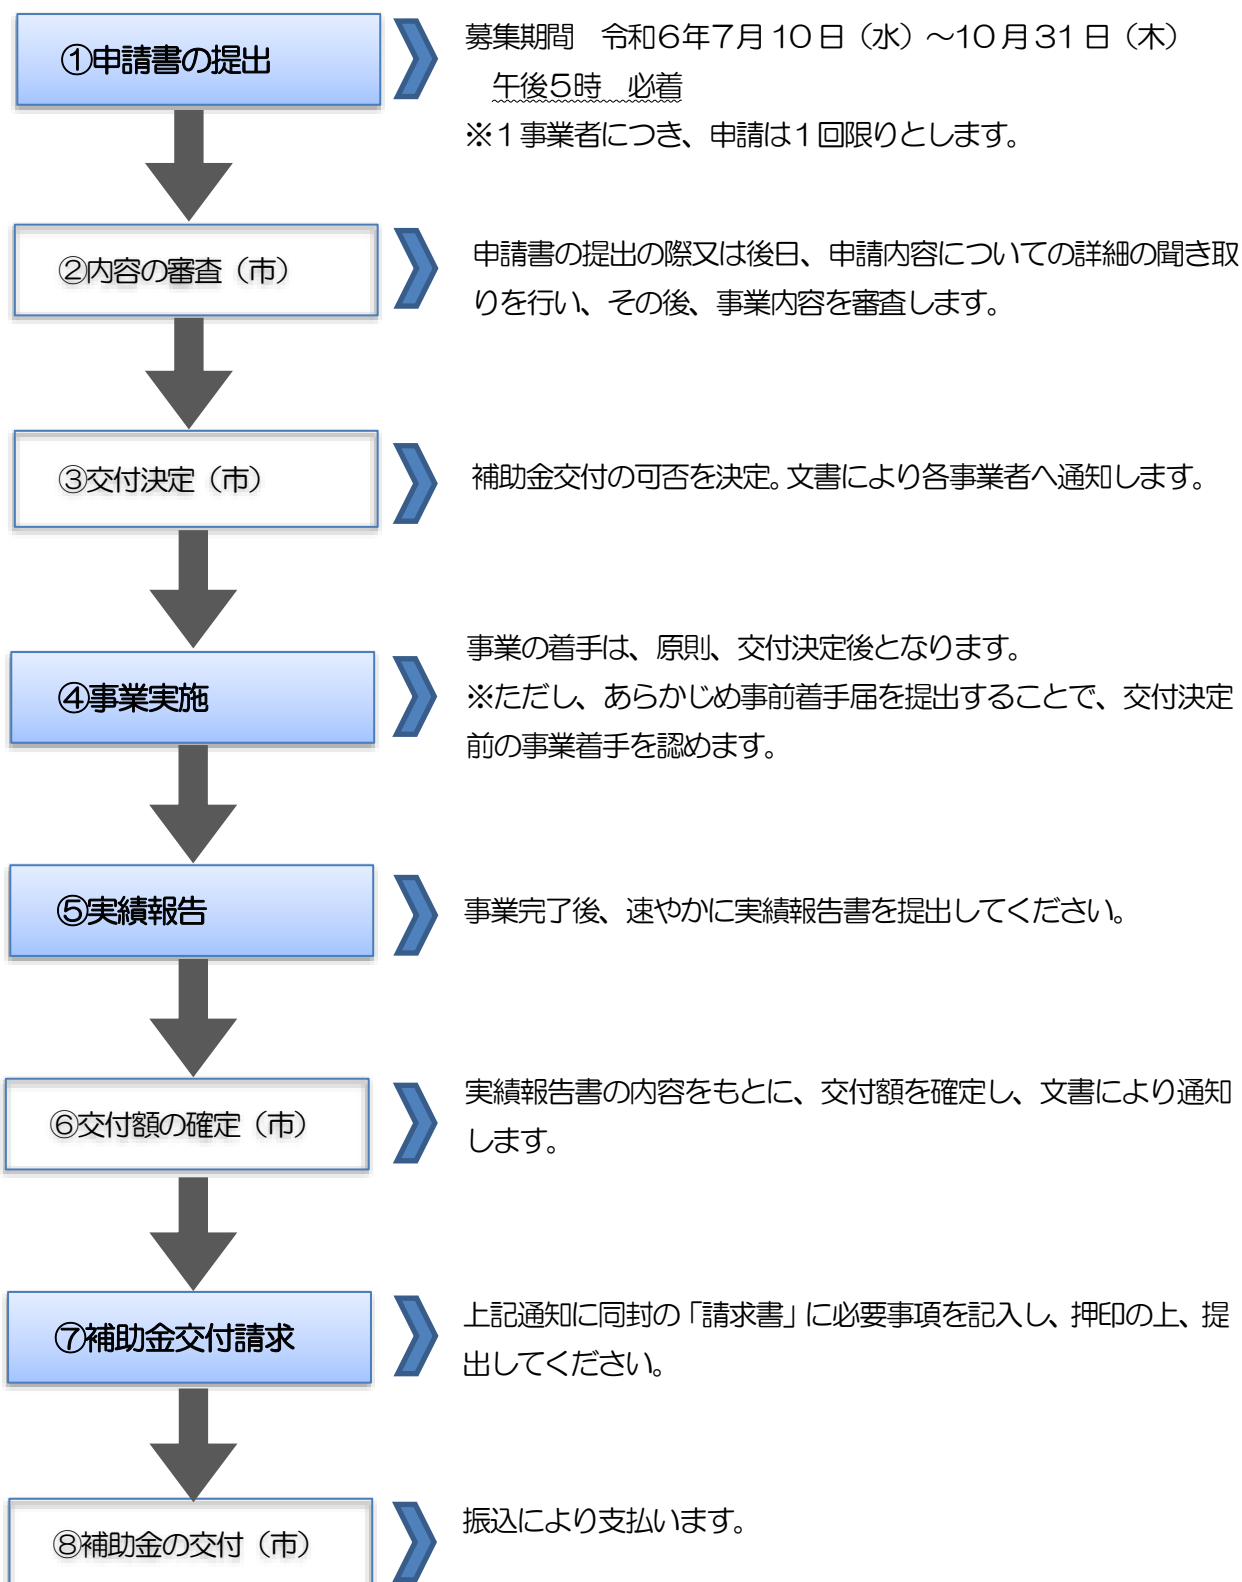 ①申請書の提出
募集期間　令和6年7月10日（水）～10月31日（木）
午後5時　必着
※1事業者につき、申請は1回限りとします。
②内容の審査（市）
申請書の提出の際又は後日、申請内容についての詳細の聞き取
りを行い、その後、事業内容を審査します。
③交付決定（市）
補助金交付の可否を決定。文書により各事業者へ通知します。
④事業実施
事業の着手は、原則、交付決定後となります。
※ただし、あらかじめ事前着手届を提出することで、交付決定
前の事業着手を認めます。
⑤実績報告
事業完了後、速やかに実績報告書を提出してください。
⑥交付額の確定（市）
実績報告書の内容をもとに、交付額を確定し、文書により通知
します。
⑦補助金交付請求
上記通知に同封の「請求書」に必要事項を記入し、押印の上、提
出してください。
⑧補助金の交付（市）
振込により支払います。